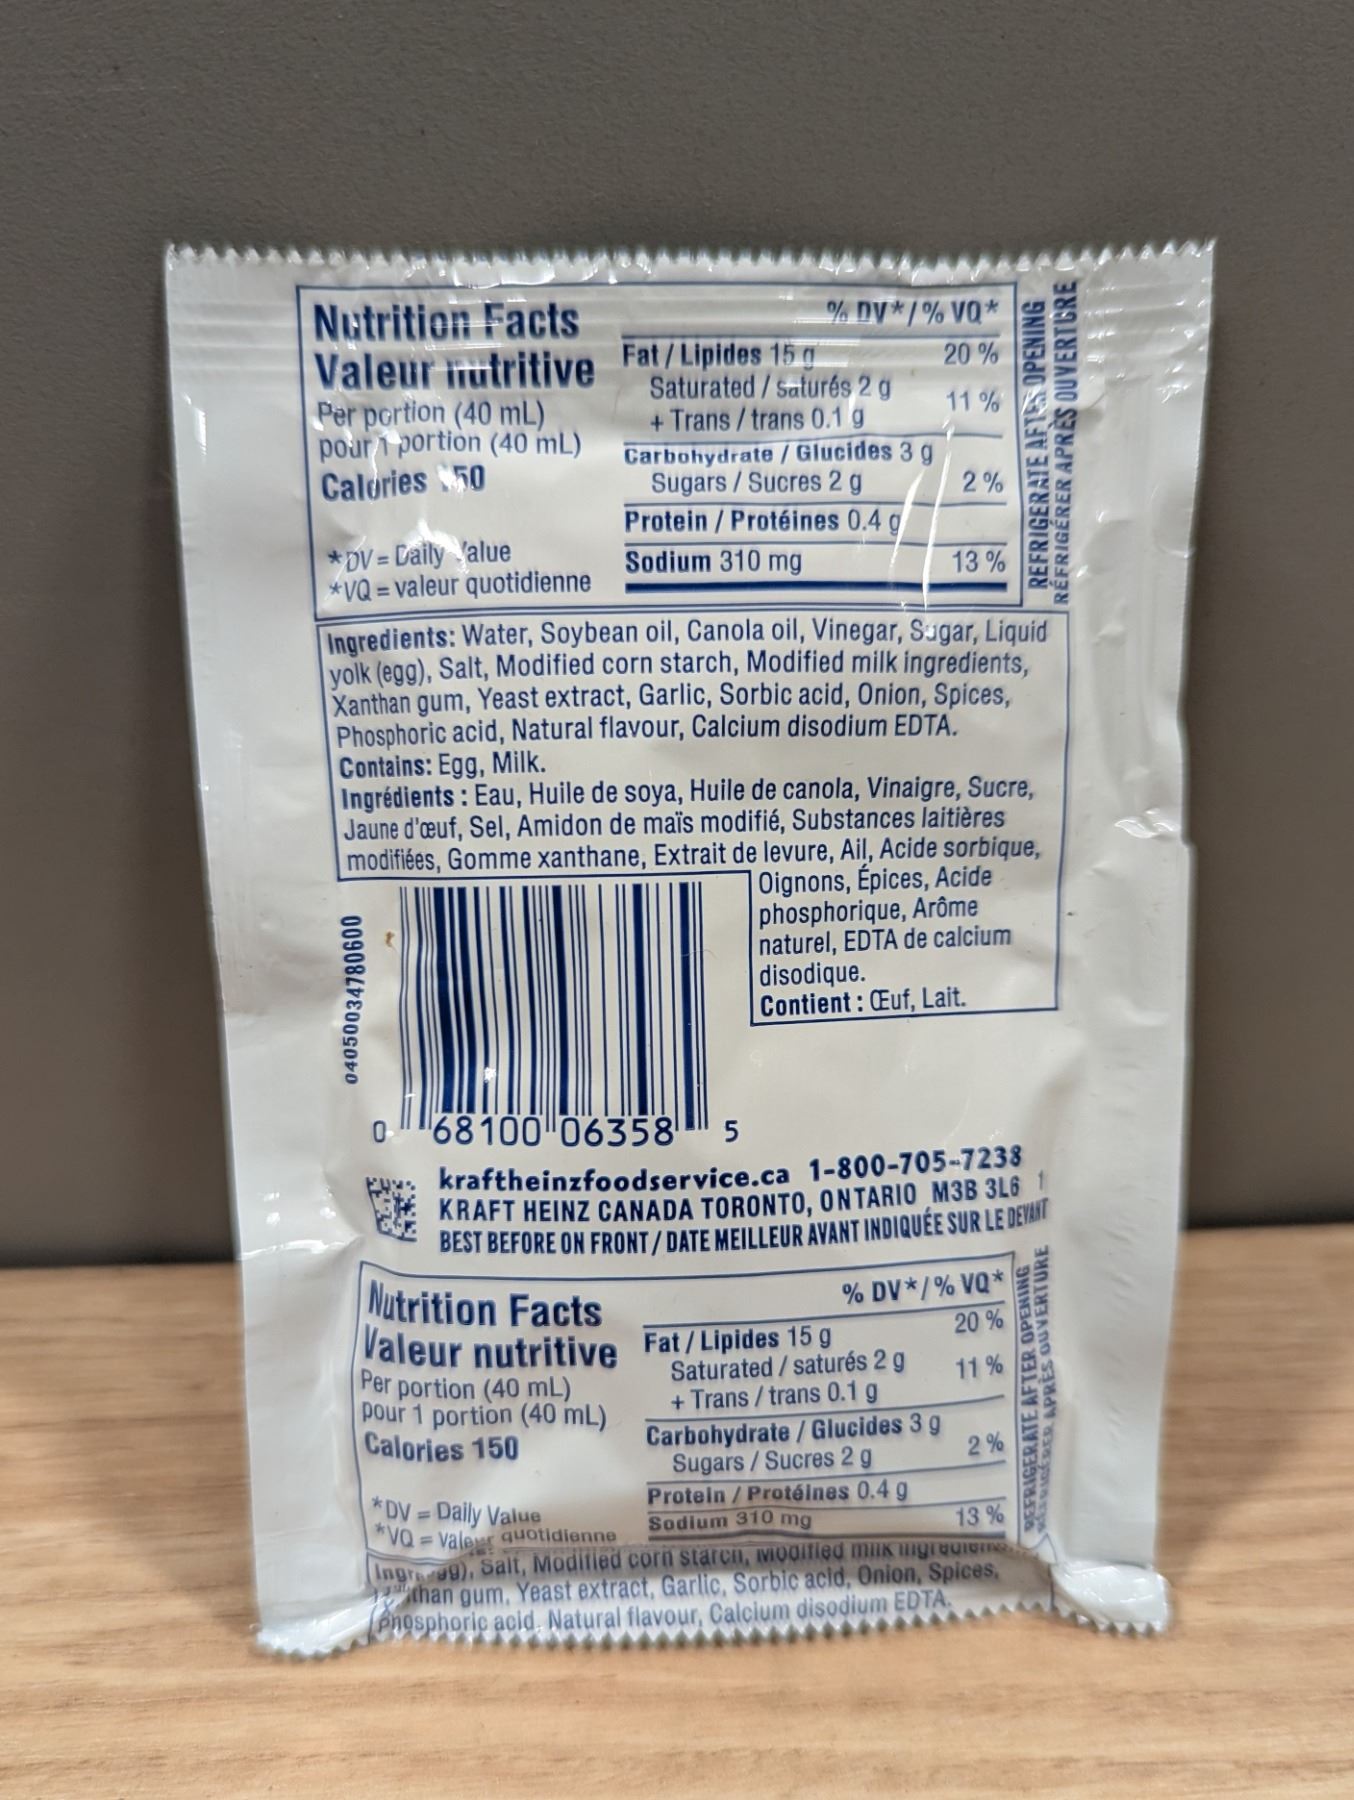 Nutrition Facts
Valeur nutritive
Per portion (40 mL)
pour 1 portion (40 mL)
Calories 150
*DV = Daily Value
*VQ = valeur quotidienne
% DV*/% VQ*
Fat / Lipides 15 g 20 %
Saturated / saturés 2 g
+ Trans / trans 0.1 g 11 %
Carbohydrate / Glucides 3 g
Sugars / Sucres 2 g 2 %
Protein / Protéines 0.4 g
Sodium 310 mg 13 %
REFRIGERATE AFTER OPENING
RÉFRIGÉRER APRÈS OUVERTURE
Ingredients: Water, Soybean oil, Canola oil, Vinegar, Sugar, Liquid
yolk (egg), Salt, Modified corn starch, Modified milk ingredients,
Xanthan gum, Yeast extract, Garlic, Sorbic acid, Onion, Spices,
Phosphoric acid, Natural flavour, Calcium disodium EDTA.
Contains: Egg, Milk.
Ingrédients : Eau, Huile de soya, Huile de canola, Vinaigre, Sucre,
Jaune d'œuf, Sel, Amidon de maïs modifié, Substances laitières
modifiées, Gomme xanthane, Extrait de levure, Ail, Acide sorbique,
Oignons, Épices, Acide
phosphorique, Arôme
naturel, EDTA de calcium
disodique.
Contient : Œuf, Lait.
0405003478O600
0 68100 06358 5
kraftheinzfoodservice.ca 1-800-705-7238
KRAFT HEINZ CANADA TORONTO, ONTARIO M3B 3L6 1
BEST BEFORE ON FRONT / DATE MEILLEUR AVANT INDIQUÉE SUR LE DEVANT
Nutrition Facts
Valeur nutritive
Per portion (40 mL)
pour 1 portion (40 mL)
Calories 150
*DV = Daily Value
*VQ = valeur quotidienne
% DV*/% VQ*
Fat / Lipides 15 g 20 %
Saturated / saturés 2 g
+ Trans / trans 0.1 g 11 %
Carbohydrate / Glucides 3 g
Sugars / Sucres 2 g 2 %
Protein / Protéines 0.4 g
Sodium 310 mg 13 %
REFRIGERATE AFTER OPENING
RÉFRIGÉRER APRÈS OUVERTURE
Salt, Modified corn starch, Modified milk
gum, Yeast extract, Garlic, Sorbic acid, Onion, Spices,
Phosphoric acid, Natural flavour, Calcium disodium EDTA.